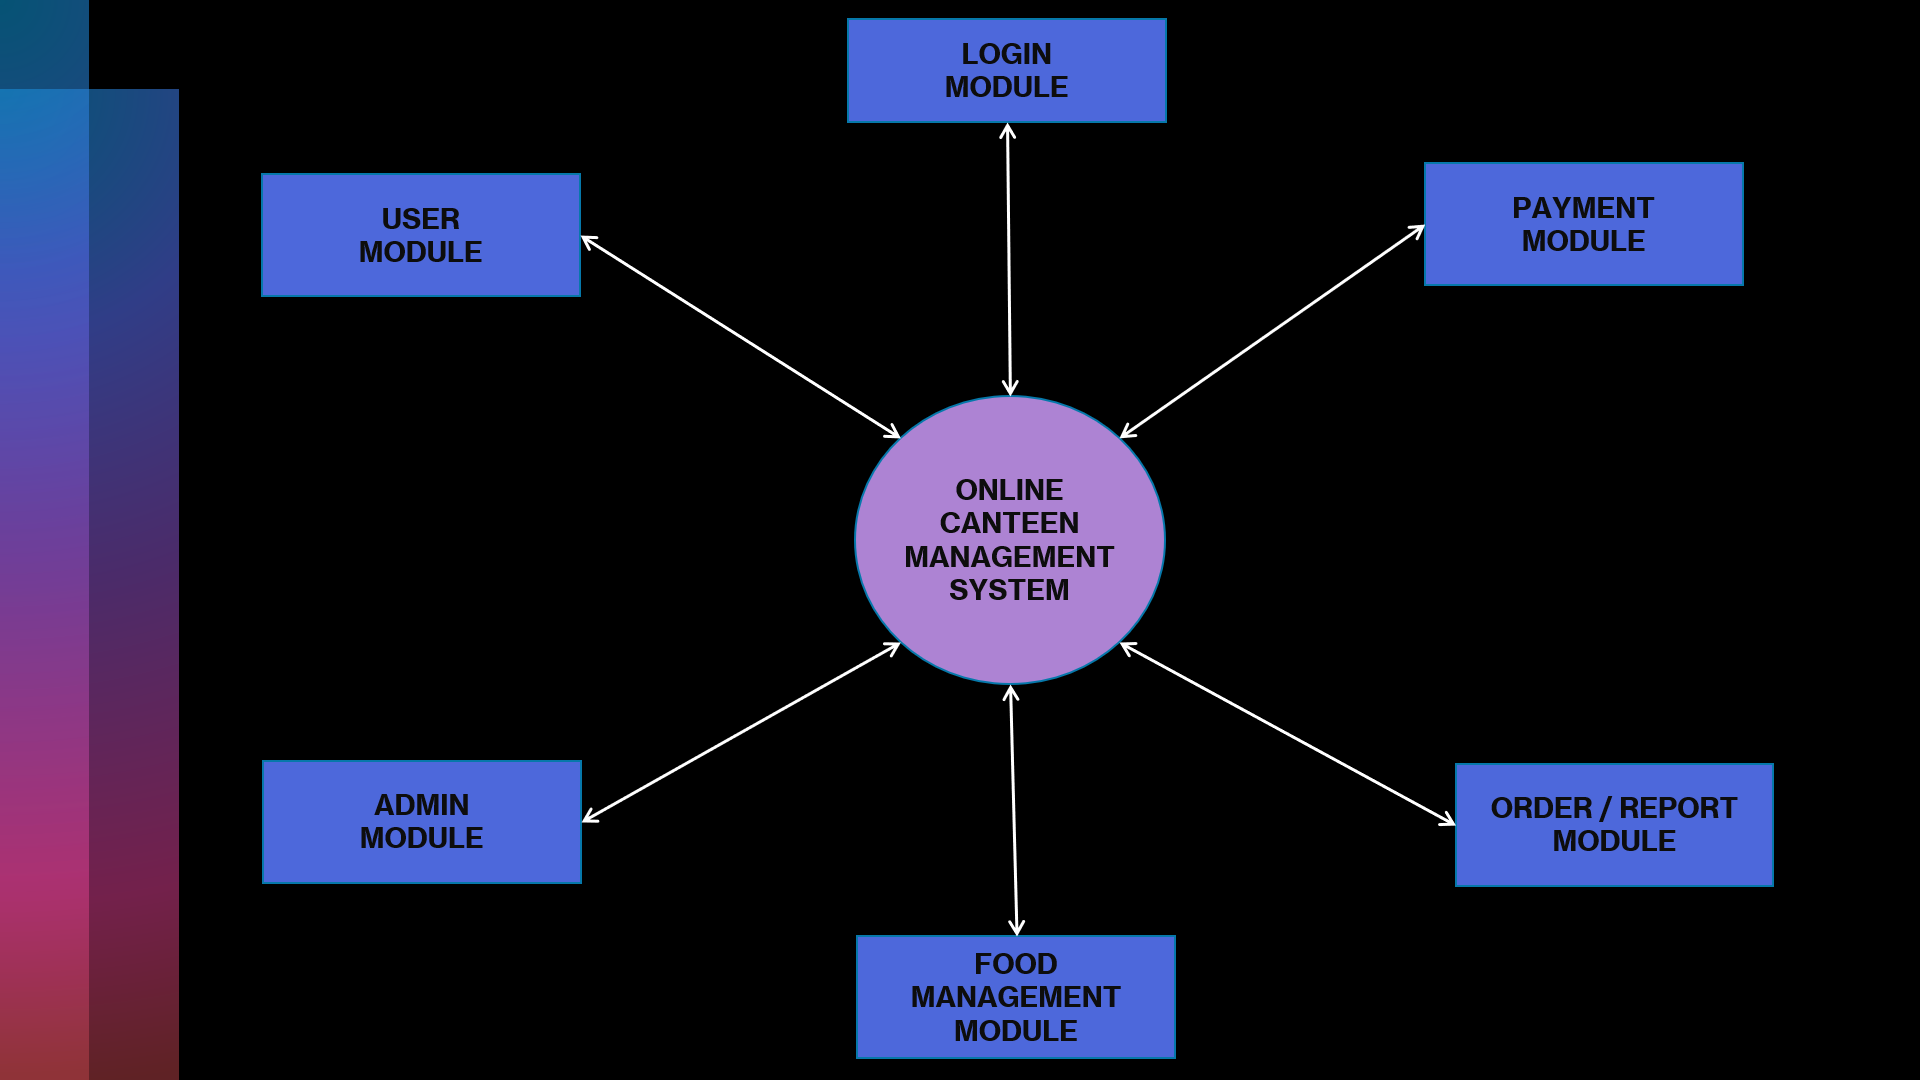 LOGIN
MODULE
USER
MODULE
PAYMENT
MODULE
ONLINE
CANTEEN
MANAGEMENT
SYSTEM
ADMIN
MODULE
ORDER / REPORT
MODULE
FOOD
MANAGEMENT
MODULE